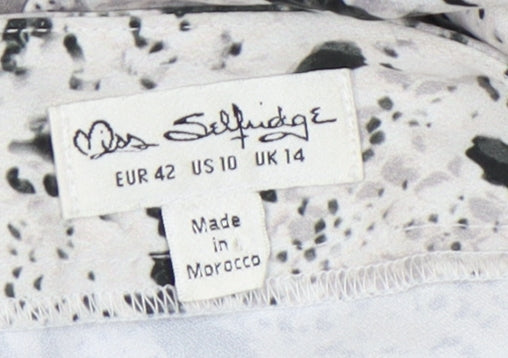 Miss Selfridge
EUR 42 US 10 UK 14
Made
in
Morocco